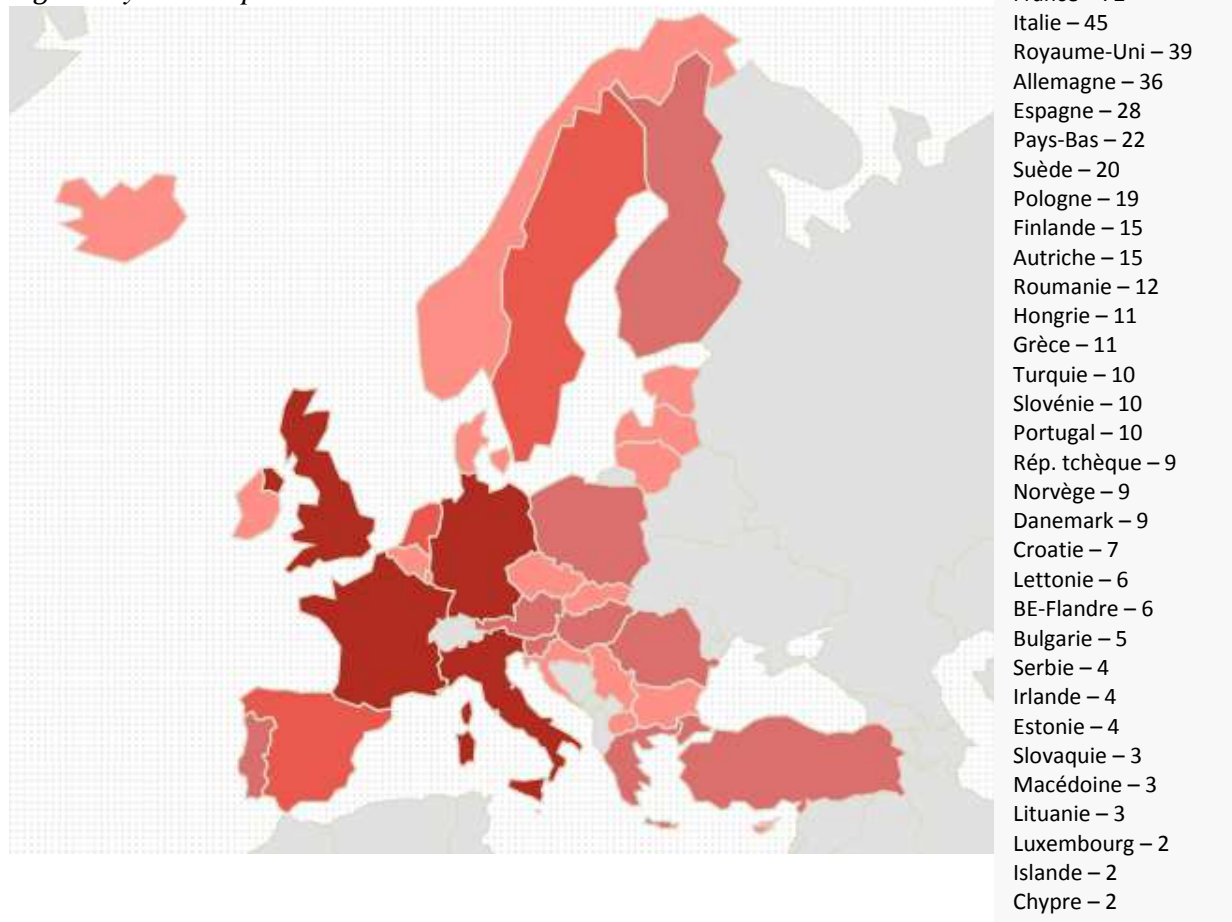 Italie – 45
Royaume-Uni – 39
Allemagne – 36
Espagne – 28
Pays-Bas – 22
Suède – 20
Pologne – 19
Finlande – 15
Autriche – 15
Roumanie – 12
Hongrie – 11
Grèce – 11
Turquie – 10
Slovénie – 10
Portugal – 10
Rép. tchèque – 9
Norvège – 9
Danemark – 9
Croatie – 7
Lettonie – 6
BE-Flandre – 6
Bulgarie – 5
Serbie – 4
Irlande – 4
Estonie – 4
Slovaquie – 3
Macédoine – 3
Lituanie – 3
Luxembourg – 2
Islande – 2
Chypre – 2